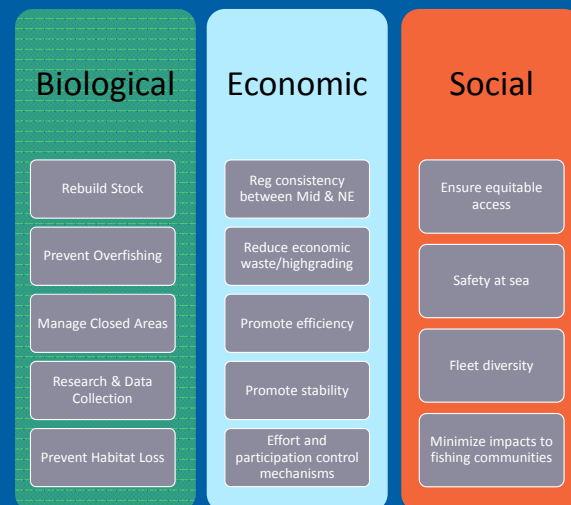 Biological
Rebuild Stock
Prevent Overfishing
Manage Closed Areas
Research & Data
Collection
Prevent Habitat Loss
Economic
Reg consistency
between Mid & NE
Reduce economic
waste/highgrading
Promote efficiency
Promote stability
Effort and
participation control
mechanisms
Social
Ensure equitable
access
Safety at sea
Fleet diversity
Minimize impacts to
fishing communities